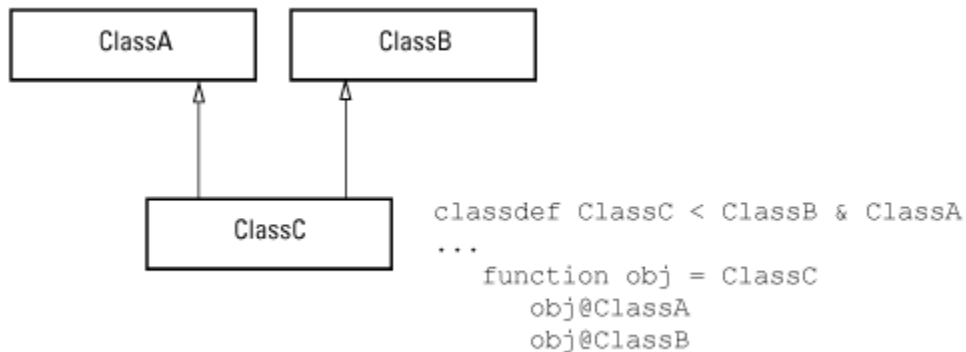 ClassA
ClassB
ClassC
classdef ClassC < ClassB & ClassA
...
function obj = ClassC
obj@ClassA
obj@ClassB